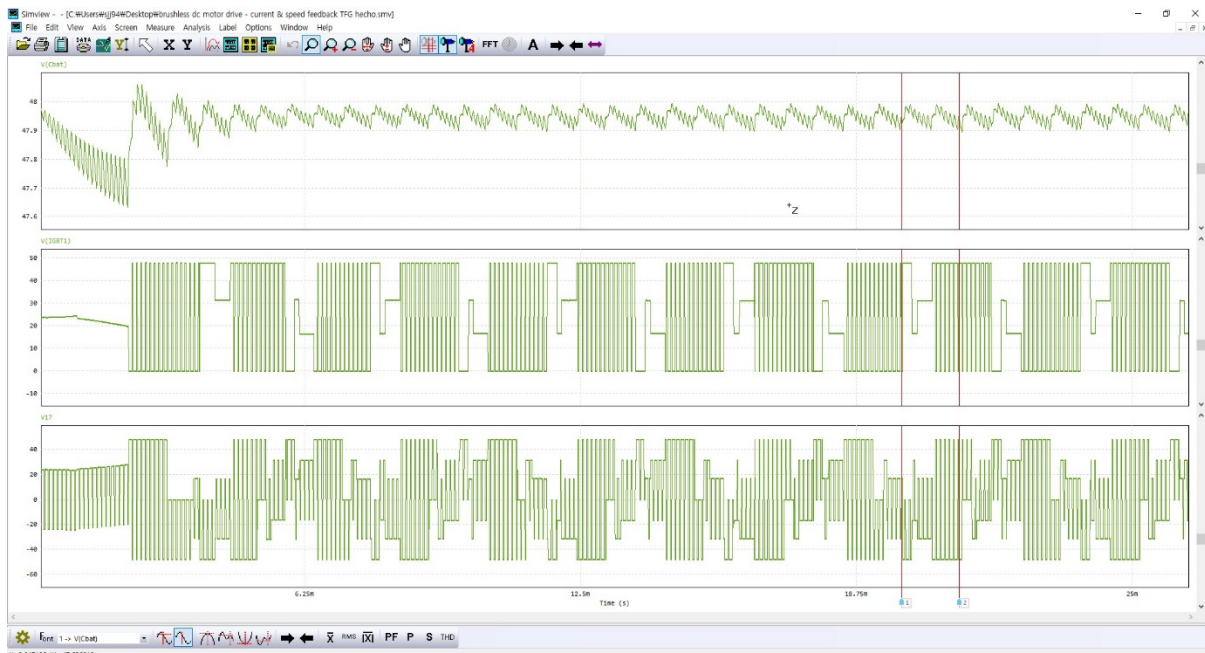 Simview - - [C:₩Users₩sjj94₩Desktop₩brushless dc motor drive - current & speed feedback TFG hecho.smv]
File Edit View Axis Screen Measure Analysis Label Options Window Help
X Y FFT A
V(Cbat)
48
47.9
47.8
47.7
47.6
Z
V(IGBT1)
50
40
30
20
10
0
-10
V17
40
20
0
-20
-40
-60
6.25m 12.5m 18.75m 25m
Time (s)
1 2
Font 1 -> V(Cbat) X RMS |X| PF P S THD